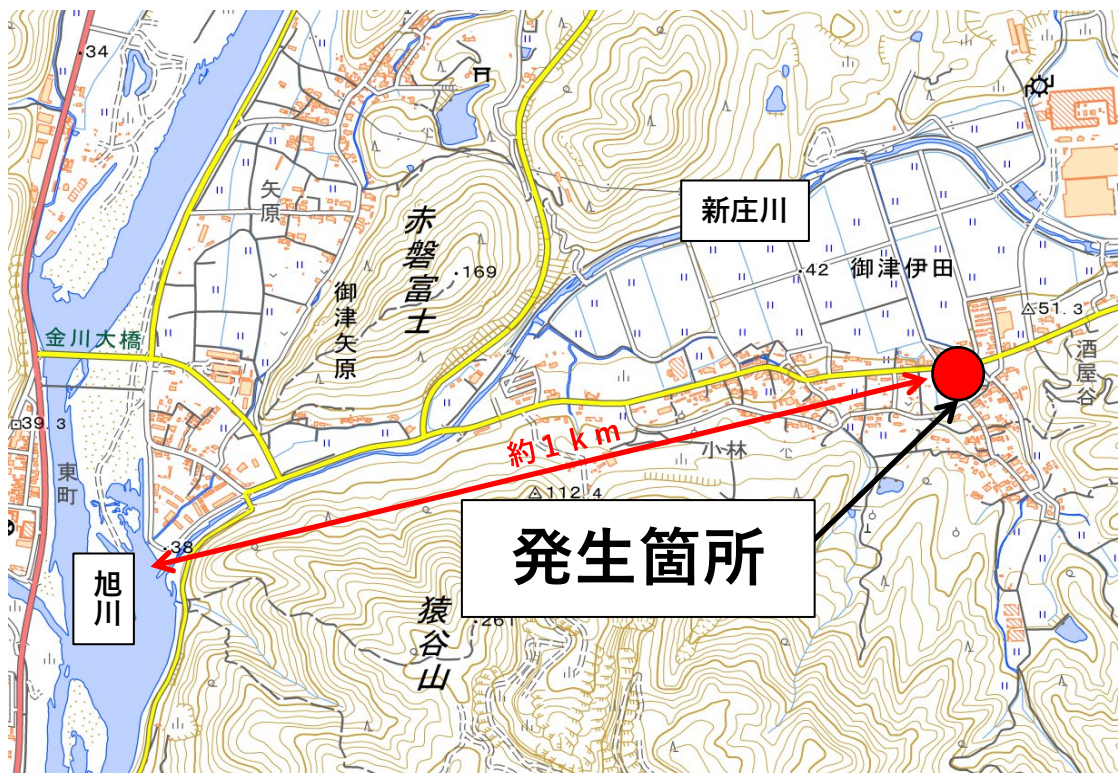 34
新庄川
矢原
赤磐富士
169
42
御津伊田
御津矢原
51.3
金川大橋
酒屋谷
39.3
約1km
小林
東町
112.4
発生箇所
38
旭川
猿谷山
261